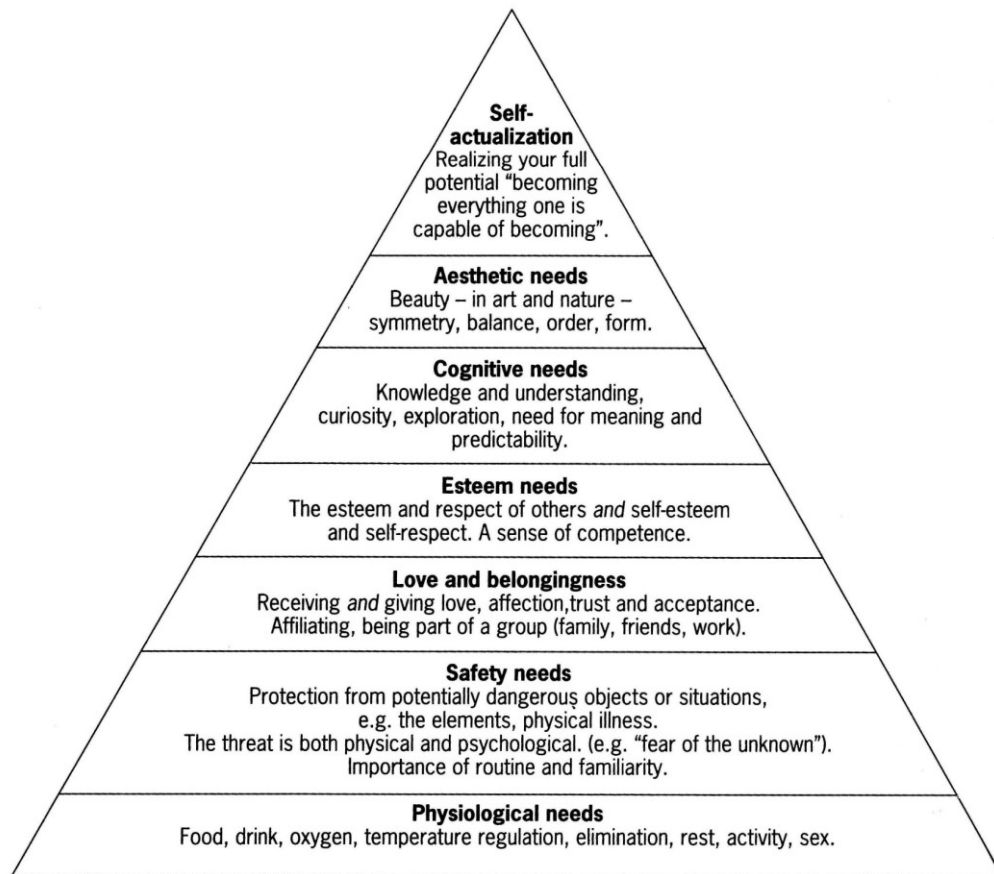 Self-
actualization
Realizing your full
potential “becoming
everything one is
capable of becoming”.
Aesthetic needs
Beauty – in art and nature –
symmetry, balance, order, form.
Cognitive needs
Knowledge and understanding,
curiosity, exploration, need for meaning and
predictability.
Esteem needs
The esteem and respect of others and self-esteem
and self-respect. A sense of competence.
Love and belongingness
Receiving and giving love, affection,trust and acceptance.
Affiliating, being part of a group (family, friends, work).
Safety needs
Protection from potentially dangerous objects or situations,
e.g. the elements, physical illness.
The threat is both physical and psychological. (e.g. “fear of the unknown”).
Importance of routine and familiarity.
Physiological needs
Food, drink, oxygen, temperature regulation, elimination, rest, activity, sex.